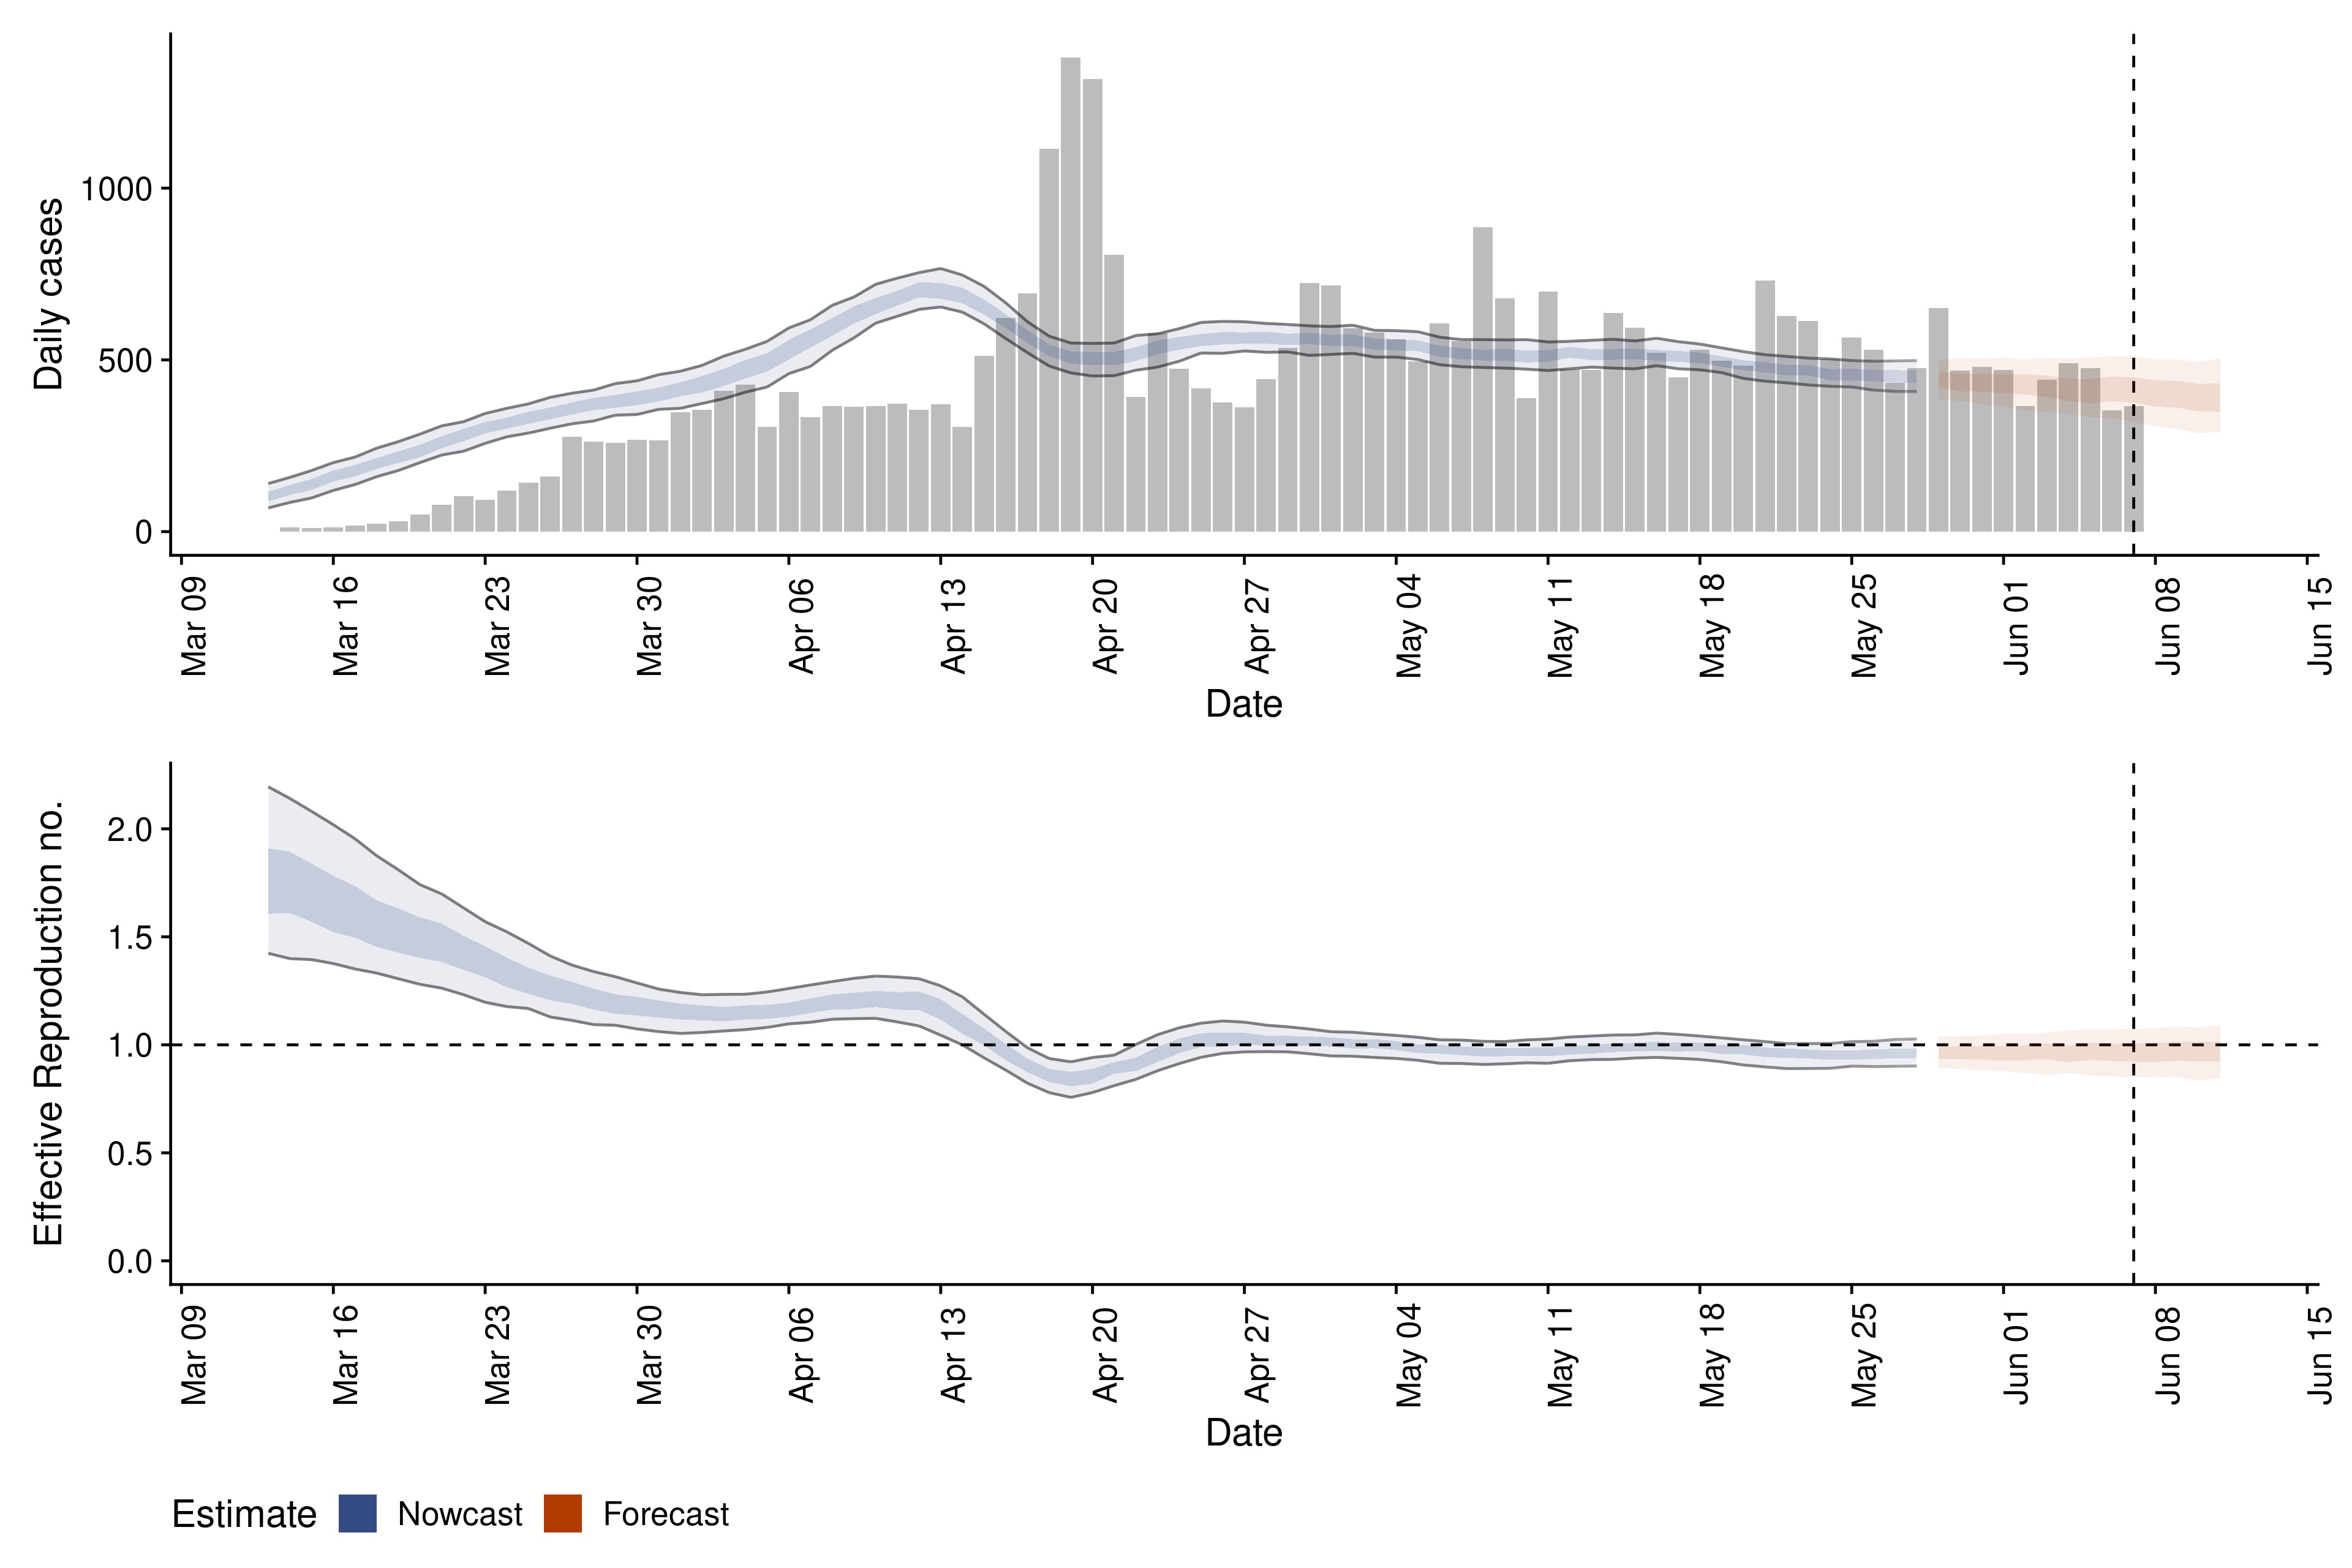 Daily cases
1000
500
0
Mar 09 Mar 16 Mar 23 Mar 30 Apr 06 Apr 13 Apr 20 Apr 27 May 04 May 11 May 18 May 25 Jun 01 Jun 08 Jun 15
Date
Effective Reproduction no.
2.0
1.5
1.0
0.5
0.0
Mar 09 Mar 16 Mar 23 Mar 30 Apr 06 Apr 13 Apr 20 Apr 27 May 04 May 11 May 18 May 25 Jun 01 Jun 08 Jun 15
Date
Estimate Nowcast Forecast